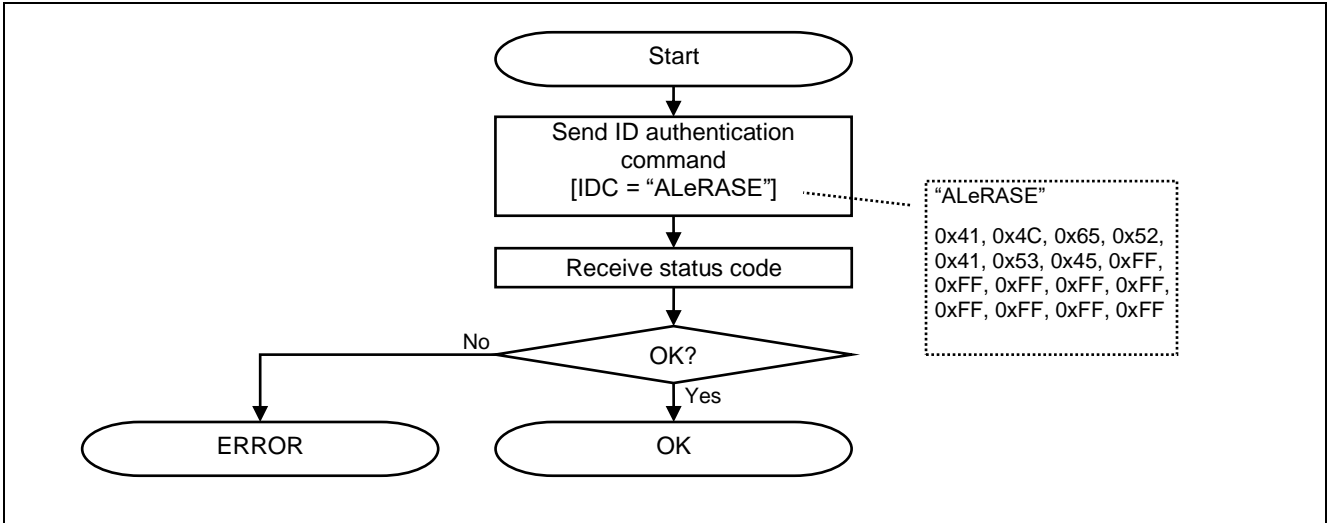 Start
Send ID authentication
command
[IDC = “ALeRASE”]
“ALeRASE”
0x41, 0x4C, 0x65, 0x52,
0x41, 0x53, 0x45, 0xFF,
0xFF, 0xFF, 0xFF, 0xFF,
0xFF, 0xFF, 0xFF, 0xFF
Receive status code
OK?
No
Yes
ERROR
OK